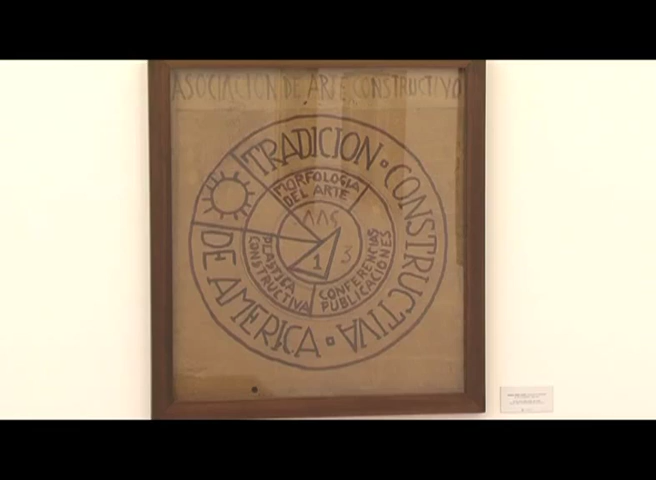 ASOCIACION DE ARTE CONSTRUCTIVO
TRADICION CONSTRUCTIVA
DE AMERICA
MORFOLOGIA
DEL ARTE
AAC
3
1
CONFERENCIAS
PUBLICACIONES
PLASTICA
CONSTRUCTIVA